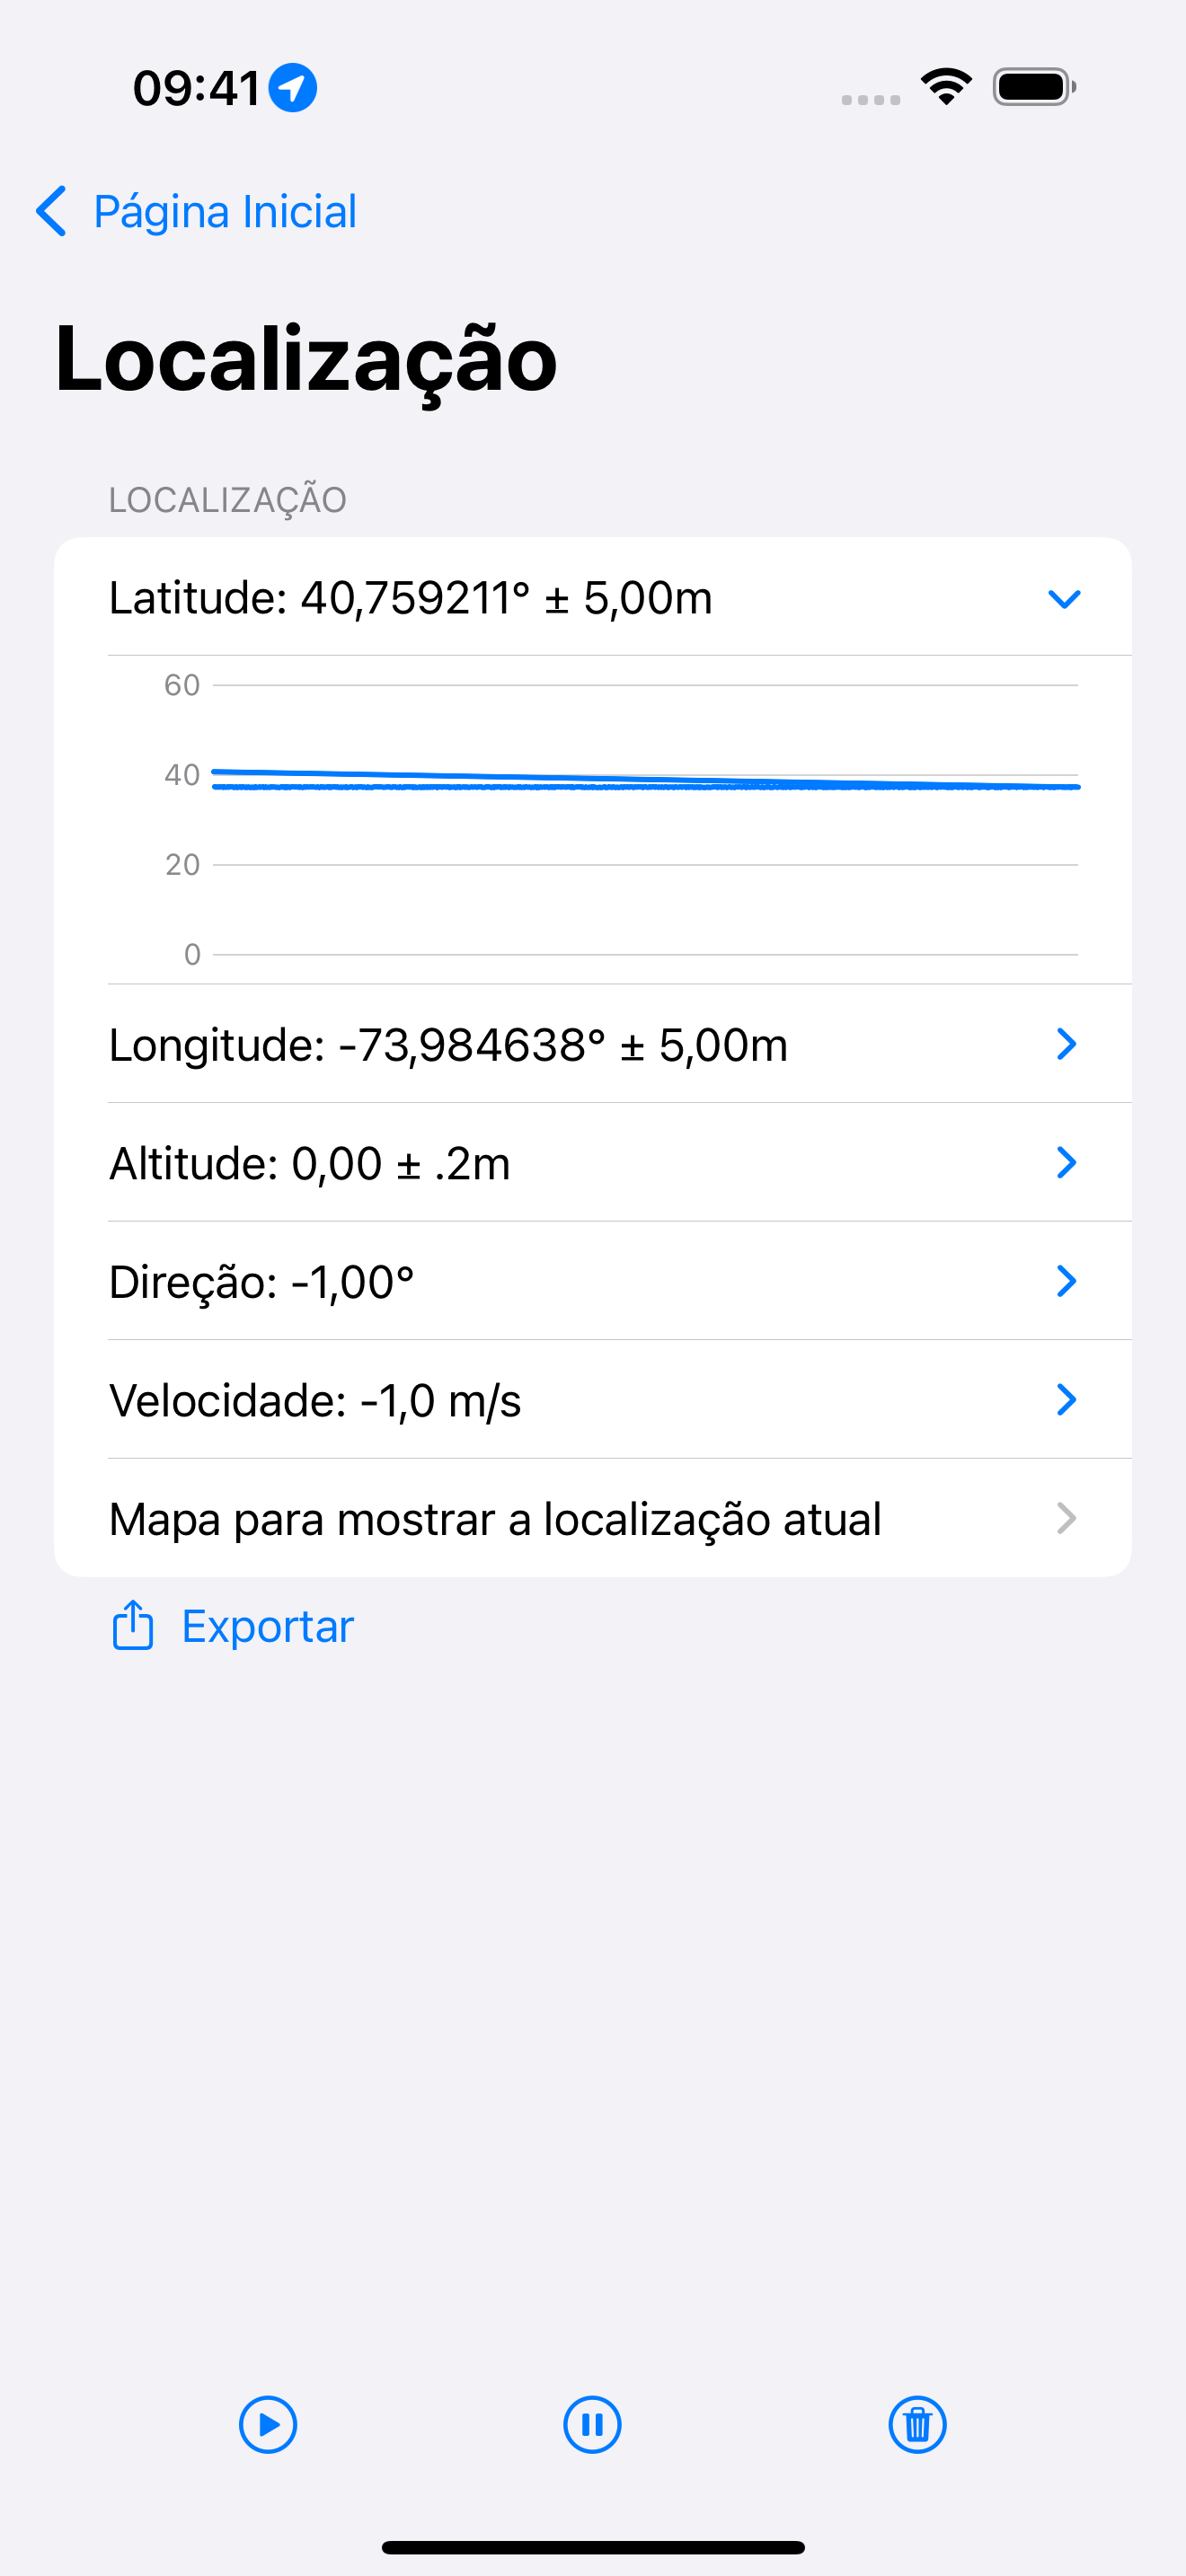 09:41
Página Inicial
Localização
LOCALIZAÇÃO
Latitude: 40,759211° ± 5,00m
60
40
20
0
Longitude: -73,984638° ± 5,00m
Altitude: 0,00 ± .2m
Direção: -1,00°
Velocidade: -1,0 m/s
Mapa para mostrar a localização atual
Exportar